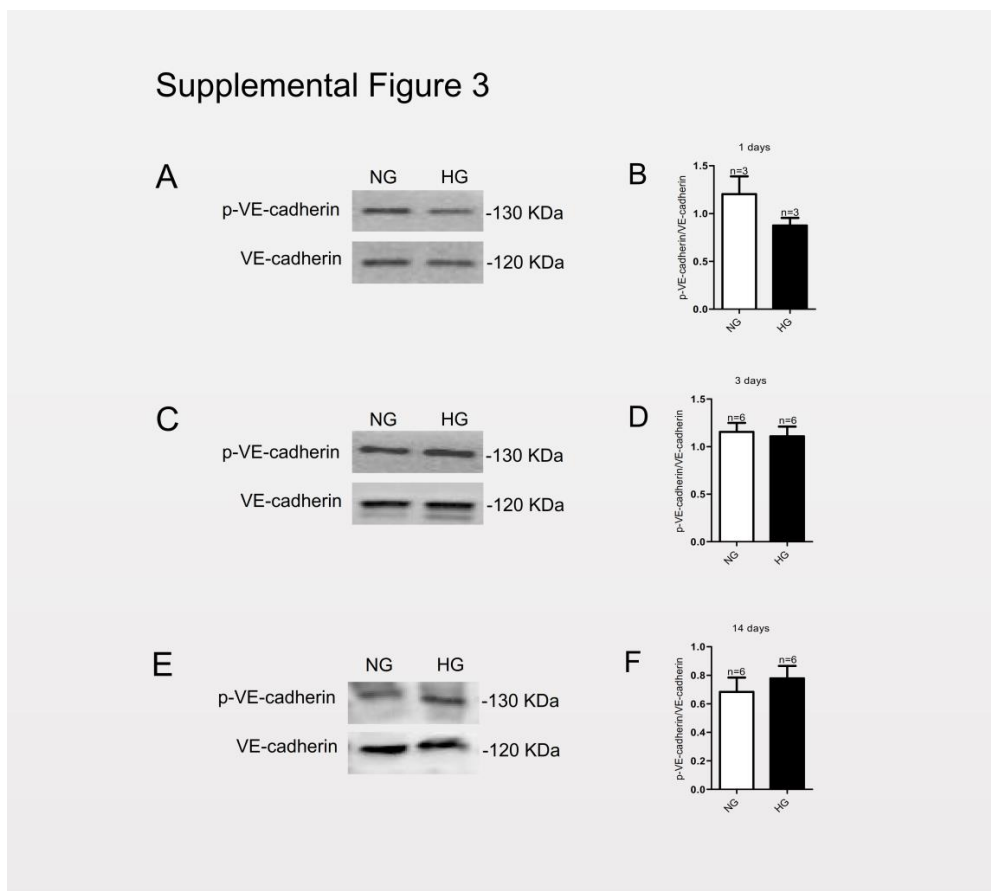 Supplemental Figure 3
A
NG HG
p-VE-cadherin -130 KDa
VE-cadherin -120 KDa
B
1 days
p-VE-cadherin/VE-cadherin
1.5
1.0
0.5
0.0
n=3
n=3
NG HG
C
NG HG
p-VE-cadherin -130 KDa
VE-cadherin -120 KDa
D
3 days
p-VE-cadherin/VE-cadherin
1.5
1.0
0.5
0.0
n=6 n=6
NG HG
E
NG HG
p-VE-cadherin -130 KDa
VE-cadherin -120 KDa
F
14 days
p-VE-cadherin/VE-cadherin
1.0
0.8
0.6
0.4
0.2
0.0
n=6 n=6
NG HG